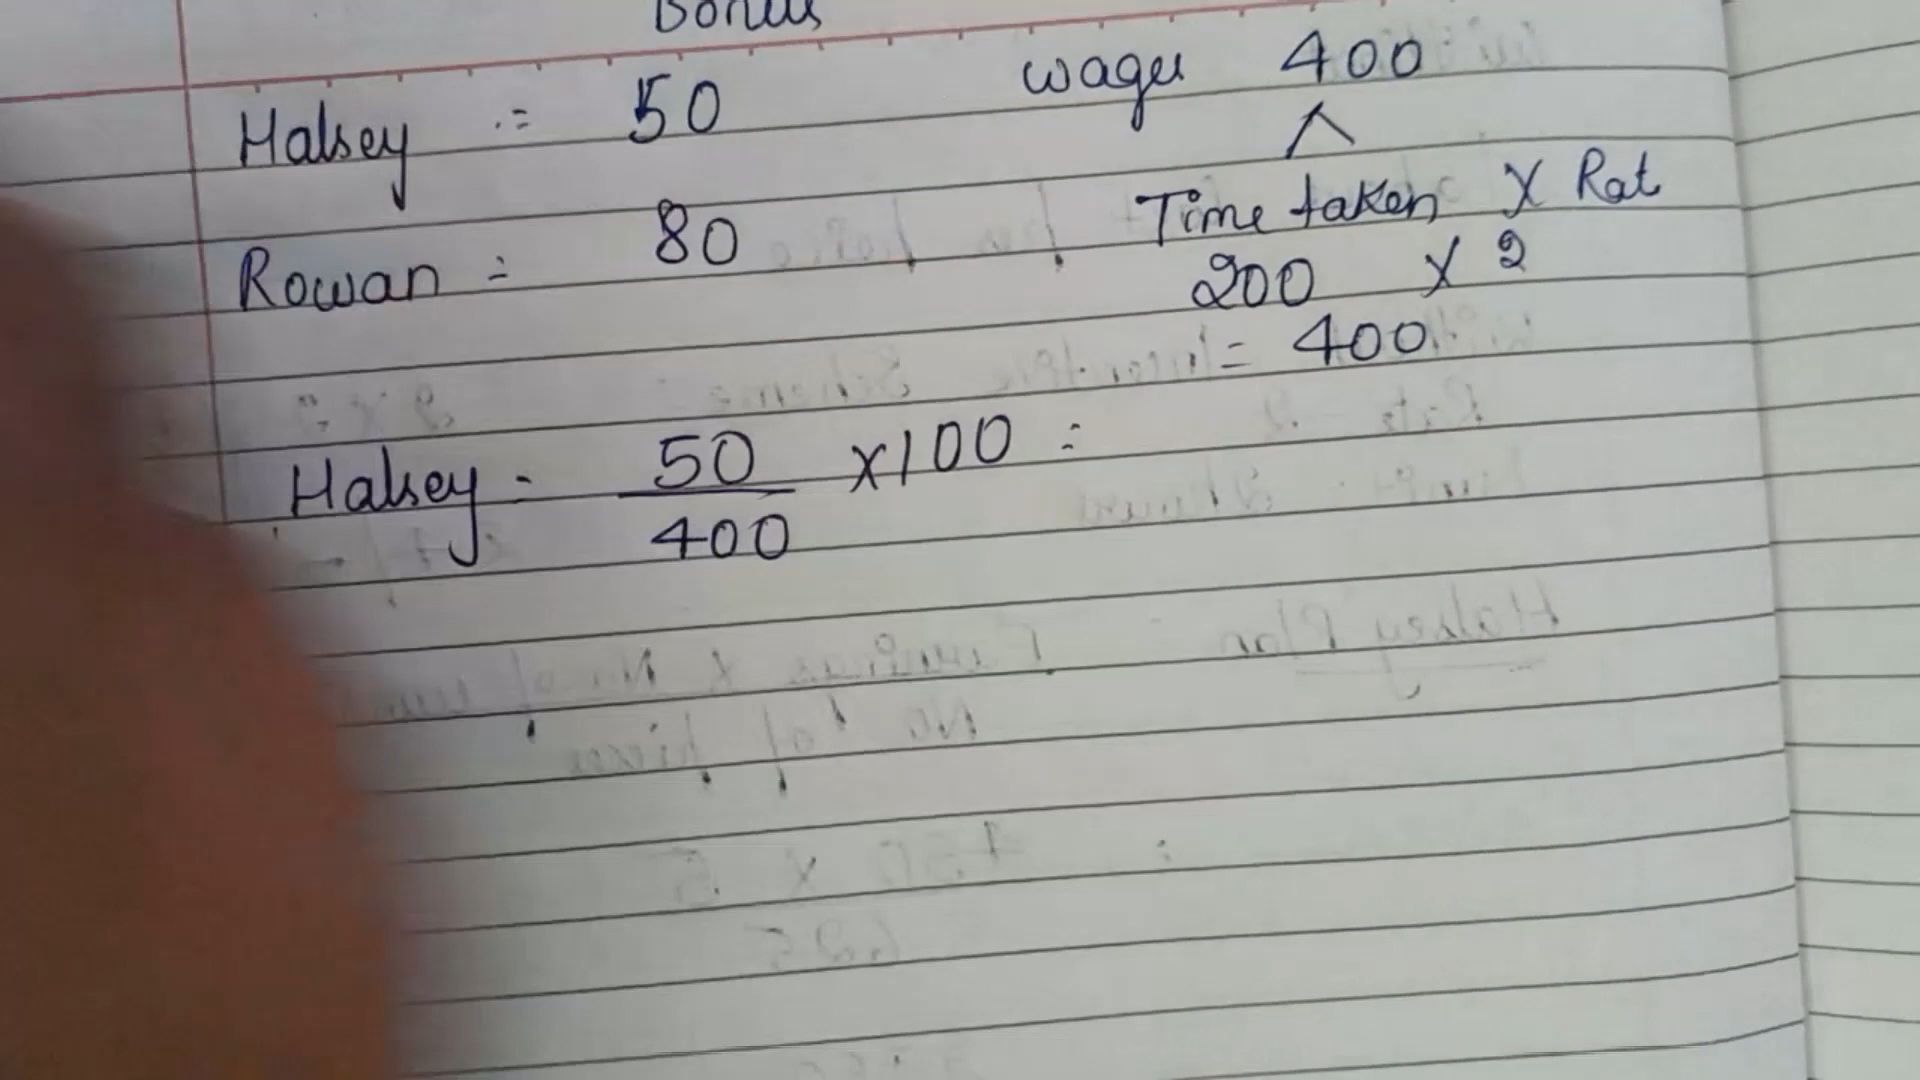 Bonus
Halsey := 50 wages 400
Time taken X Rat
Rowan = 80
200 X 2
= 400
Halsey = 50/400 X100 =